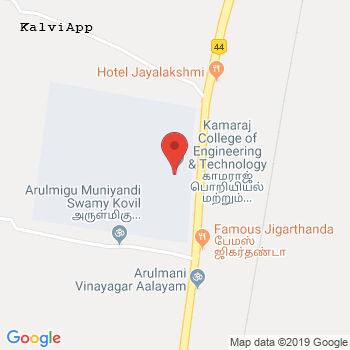 KalviApp
44
Hotel Jayalakshmi
Kamaraj
College of
Engineering
& Technology
காமராஜ்
பொறியியல்
மற்றும்...
Arulmigu Muniyandi
Swamy Kovil
அருள்மிகு...
Famous Jigarthanda
பேமஸ்
ஜிகர்தண்டா
Arulmani
Vinayagar Aalayam
Google
Map data ©2019 Google